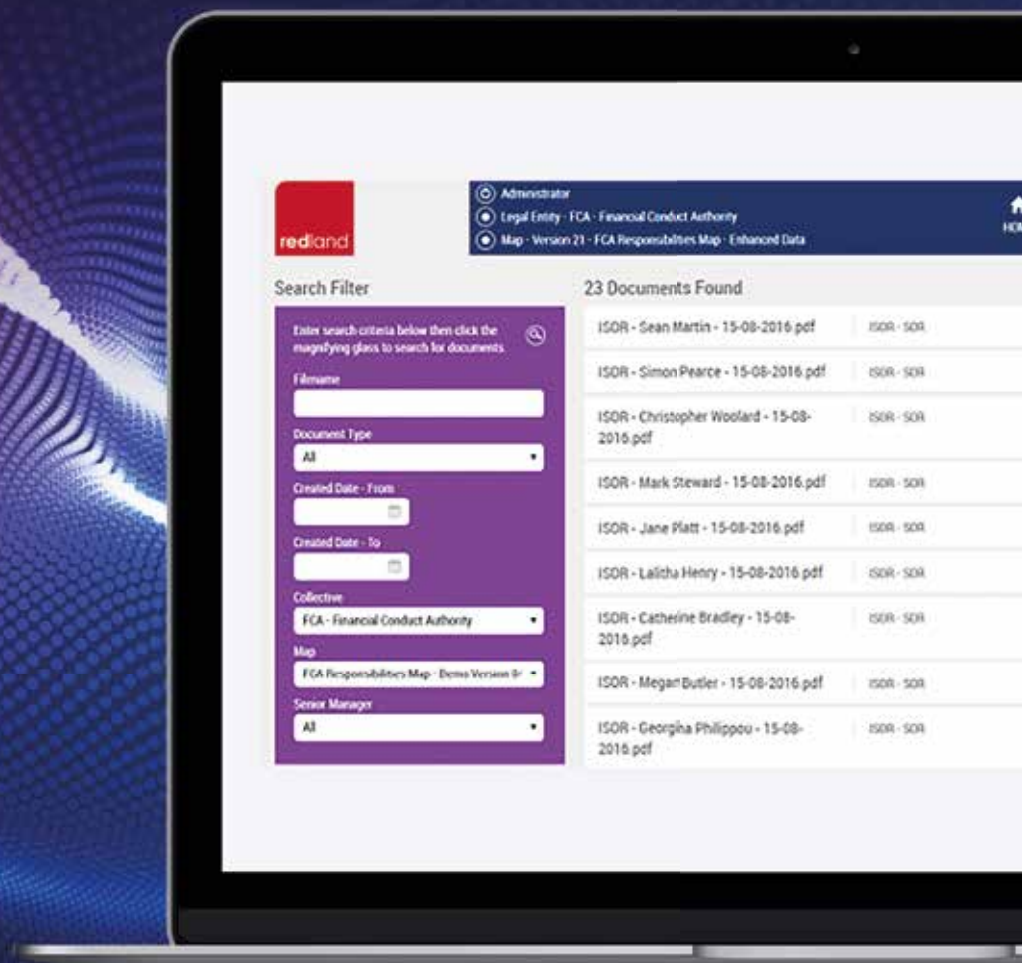 redland
Administrator
Legal Entity - FCA - Financial Conduct Authority
Map - Version 21 - FCA Responsibilities Map - Enhanced Data
Search Filter
Enter search criteria below then click the
magnifying glass to search for documents.
Filename
Document Type
All
Created Date - From
Created Date - To
Collective
FCA - Financial Conduct Authority
Map
FCA Responsibilities Map - Demo Version
Senior Manager
All
23 Documents Found
ISOR - Sean Martin - 15-08-2016.pdf
ISOR - SOR
ISOR - Simon Pearce - 15-08-2016.pdf
ISOR - SOR
ISOR - Christopher Woolard - 15-08-
2016.pdf
ISOR - SOR
ISOR - Mark Steward - 15-08-2016.pdf
ISOR - SOR
ISOR - Jane Platt - 15-08-2016.pdf
ISOR - SOR
ISOR - Lalitha Henry - 15-08-2016.pdf
ISOR - SOR
ISOR - Catherine Bradley - 15-08-
2016.pdf
ISOR - SOR
ISOR - Megan Butler - 15-08-2016.pdf
ISOR - SOR
ISOR - Georgina Philippou - 15-08-
2016.pdf
ISOR - SOR